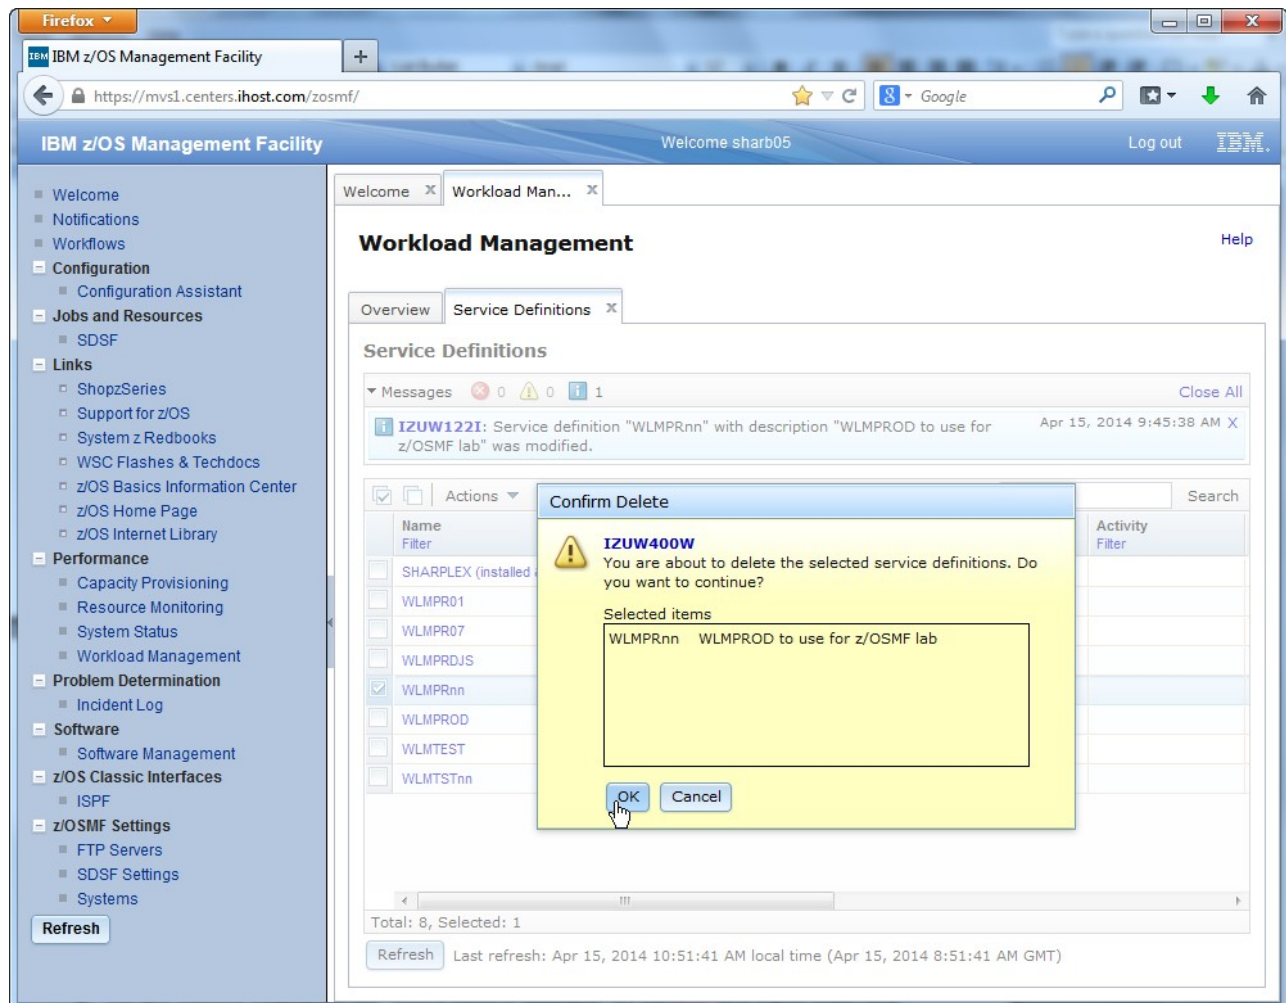 Firefox
IBM IBM z/OS Management Facility
+
https://mvs1.centers.ihost.com/zosmf/
8 Google
IBM z/OS Management Facility
Welcome sharb05
Log out
IBM.
Welcome
Notifications
Workflows
Configuration
Configuration Assistant
Jobs and Resources
SDSF
Links
ShopzSeries
Support for z/OS
System z Redbooks
WSC Flashes & Techdocs
z/OS Basics Information Center
z/OS Home Page
z/OS Internet Library
Performance
Capacity Provisioning
Resource Monitoring
System Status
Workload Management
Problem Determination
Incident Log
Software
Software Management
z/OS Classic Interfaces
ISPF
z/OSMF Settings
FTP Servers
SDSF Settings
Systems
Refresh
Welcome X Workload Man... X
Workload Management
Help
Overview Service Definitions X
Service Definitions
Messages 0 0 1 Close All
IZUW122I: Service definition "WLMPRnn" with description "WLMPROD to use for
z/OSMF lab" was modified.
Apr 15, 2014 9:45:38 AM X
Actions
Search
Name
Filter
Activity
Filter
SHARPLEX (installed
WLMPR01
WLMPR07
WLMPRDJS
WLMPRnn
WLMPROD
WLMTEST
WLMTSTnn
Confirm Delete
IZUW400W
You are about to delete the selected service definitions. Do
you want to continue?
Selected items
WLMPRnn WLMPROD to use for z/OSMF lab
OK Cancel
Total: 8, Selected: 1
Refresh Last refresh: Apr 15, 2014 10:51:41 AM local time (Apr 15, 2014 8:51:41 AM GMT)